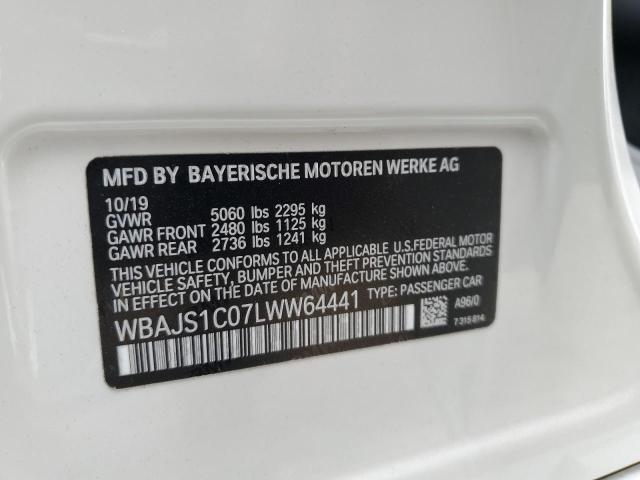 MFD BY BAYERISCHE MOTOREN WERKE AG
10/19
GVWR 5060 lbs 2295 kg
GAWR FRONT 2480 lbs 1125 kg
GAWR REAR 2736 lbs 1241 kg
THIS VEHICLE CONFORMS TO ALL APPLICABLE U.S.FEDERAL MOTOR
VEHICLE SAFETY, BUMPER AND THEFT PREVENTION STANDARDS
IN EFFECT ON THE DATE OF MANUFACTURE SHOWN ABOVE.
WBAJS1C07LWW64441 TYPE: PASSENGER CAR
A96/0
7 315 814